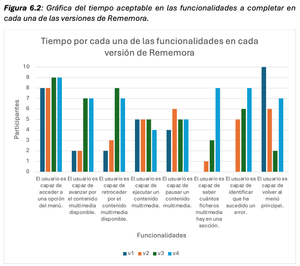 Figura 6.2: Gráfica del tiempo aceptable en las funcionalidades a completar en
cada una de las versiones de Rememora.
Tiempo por cada una de las funcionalidades en cada
versión de Rememora
Participantes
10
9
8
7
6
5
4
3
2
1
0
El usuario es
capaz de
acceder a
una opción
del menú.
El usuario es
capaz de
avanzar por el
contenido
multimedia
disponible.
El usuario es
capaz de
retroceder
por el
contenido
multimedia
disponible.
El usuario es
capaz de
ejecutar un
contenido
multimedia.
El usuario es
capaz de
pausar un
contenido
multimedia.
El usuario es
capaz de
saber
cuántos
ficheros
multimedia
hay en una
sección.
El usuario es
capaz de
identificar
que ha
sucedido un
error.
El usuario es
capaz de
volver al
menú
principal.
Funcionalidades
v1 v2 v3 v4